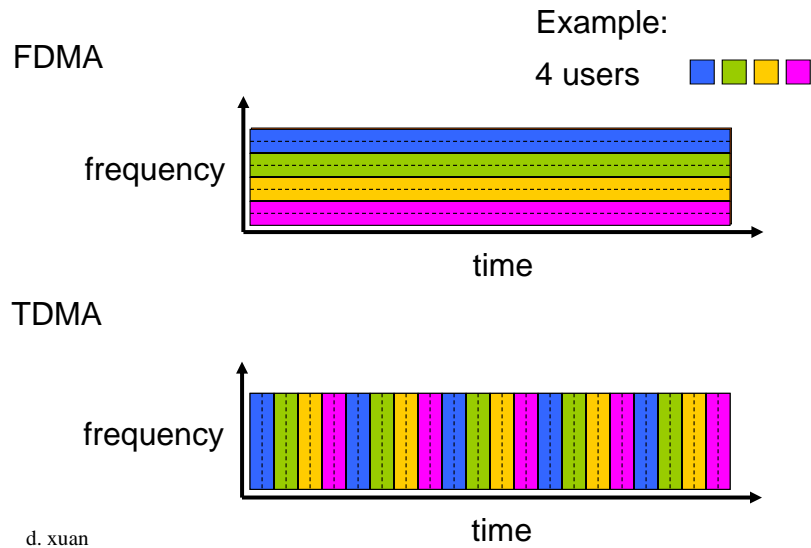 Example:
FDMA
4 users
frequency
time
TDMA
frequency
time
d. xuan